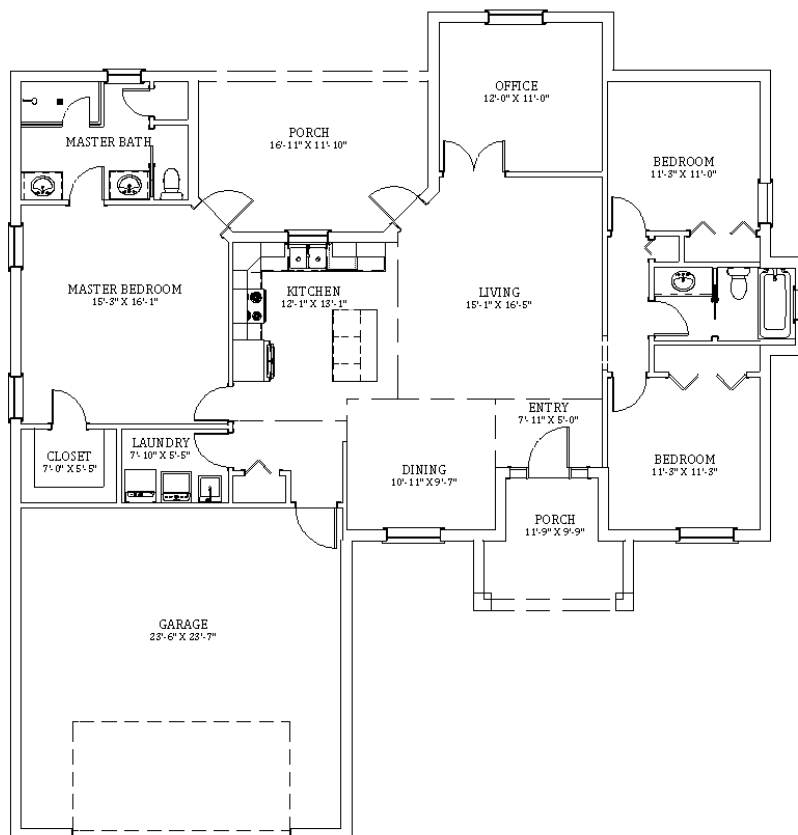 OFFICE
12'-0" X 11'-0"
PORCH
16'-11" X 11'-10"
MASTER BATH
BEDROOM
11'-3" X 11'-0"
MASTER BEDROOM
15'-3" X 16'-1"
KITCHEN
12'-1" X 13'-1"
LIVING
15'-1" X 16'-5"
ENTRY
7'-11" X 5'-0"
LAUNDRY
7'-10" X 5'-5"
CLOSET
7'-0" X 5'-5"
DINING
10'-11" X 9'-7"
BEDROOM
11'-3" X 11'-3"
PORCH
11'-9" X 9'-9"
GARAGE
23'-6" X 23'-7"